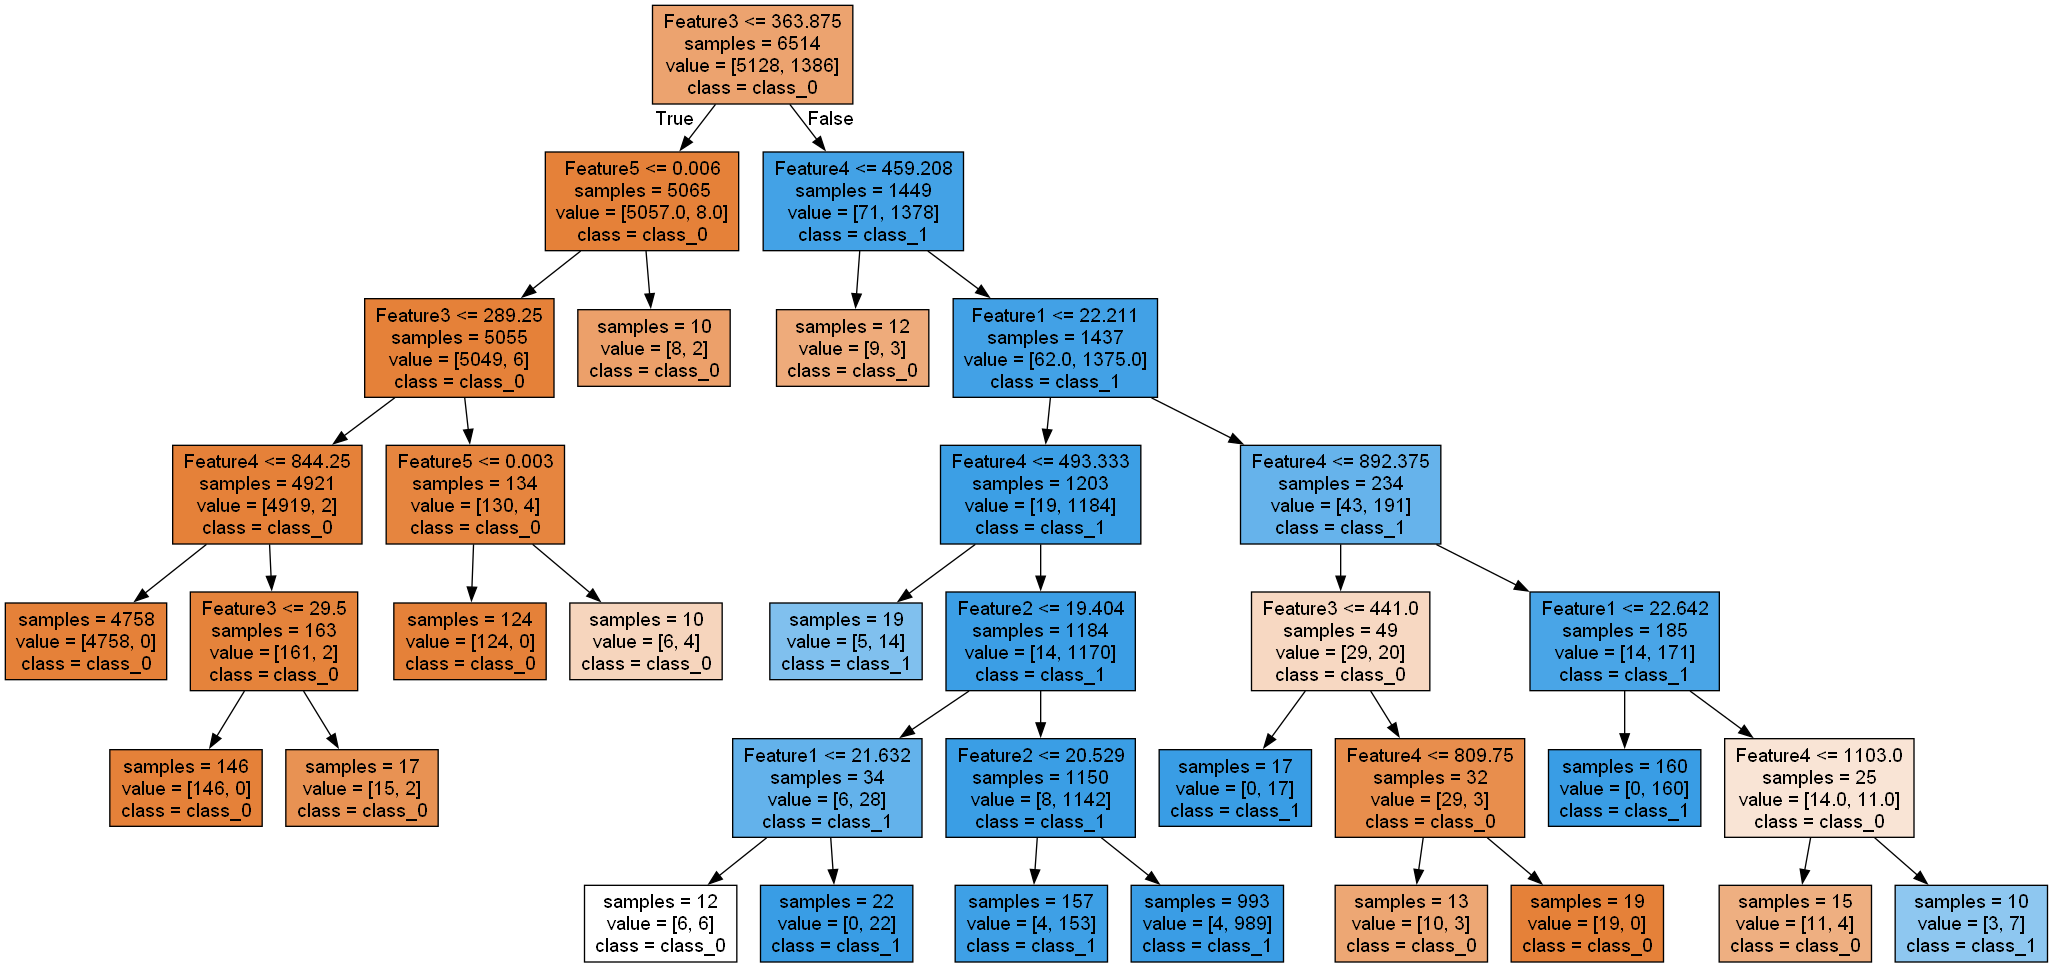 Feature3 <= 363.875
samples = 6514
value = [5128, 1386]
class = class_0
True
False
Feature5 <= 0.006
samples = 5065
value = [5057.0, 8.0]
class = class_0
Feature4 <= 459.208
samples = 1449
value = [71, 1378]
class = class_1
Feature3 <= 289.25
samples = 5055
value = [5049, 6]
class = class_0
samples = 10
value = [8, 2]
class = class_0
samples = 12
value = [9, 3]
class = class_0
Feature1 <= 22.211
samples = 1437
value = [62.0, 1375.0]
class = class_1
Feature4 <= 844.25
samples = 4921
value = [4919, 2]
class = class_0
Feature5 <= 0.003
samples = 134
value = [130, 4]
class = class_0
Feature4 <= 493.333
samples = 1203
value = [19, 1184]
class = class_1
Feature4 <= 892.375
samples = 234
value = [43, 191]
class = class_1
samples = 4758
value = [4758, 0]
class = class_0
Feature3 <= 29.5
samples = 163
value = [161, 2]
class = class_0
samples = 124
value = [124, 0]
class = class_0
samples = 10
value = [6, 4]
class = class_0
samples = 19
value = [5, 14]
class = class_1
Feature2 <= 19.404
samples = 1184
value = [14, 1170]
class = class_1
Feature3 <= 441.0
samples = 49
value = [29, 20]
class = class_0
Feature1 <= 22.642
samples = 185
value = [14, 171]
class = class_1
samples = 146
value = [146, 0]
class = class_0
samples = 17
value = [15, 2]
class = class_0
Feature1 <= 21.632
samples = 34
value = [6, 28]
class = class_1
Feature2 <= 20.529
samples = 1150
value = [8, 1142]
class = class_1
samples = 17
value = [0, 17]
class = class_1
Feature4 <= 809.75
samples = 32
value = [29, 3]
class = class_0
samples = 160
value = [0, 160]
class = class_1
Feature4 <= 1103.0
samples = 25
value = [14.0, 11.0]
class = class_0
samples = 12
value = [6, 6]
class = class_0
samples = 22
value = [0, 22]
class = class_1
samples = 157
value = [4, 153]
class = class_1
samples = 993
value = [4, 989]
class = class_1
samples = 13
value = [10, 3]
class = class_0
samples = 19
value = [19, 0]
class = class_0
samples = 15
value = [11, 4]
class = class_0
samples = 10
value = [3, 7]
class = class_1